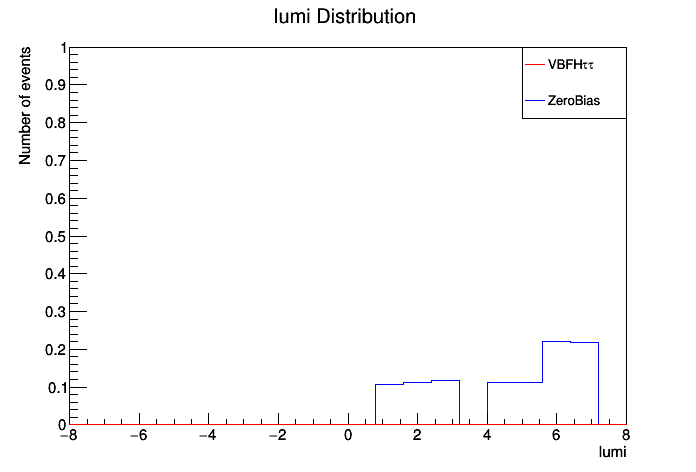 lumi Distribution
Number of events
1
0.9
0.8
0.7
0.6
0.5
0.4
0.3
0.2
0.1
0
−8 −6 −4 −2 0 2 4 6 8
lumi
VBFHττ
ZeroBias